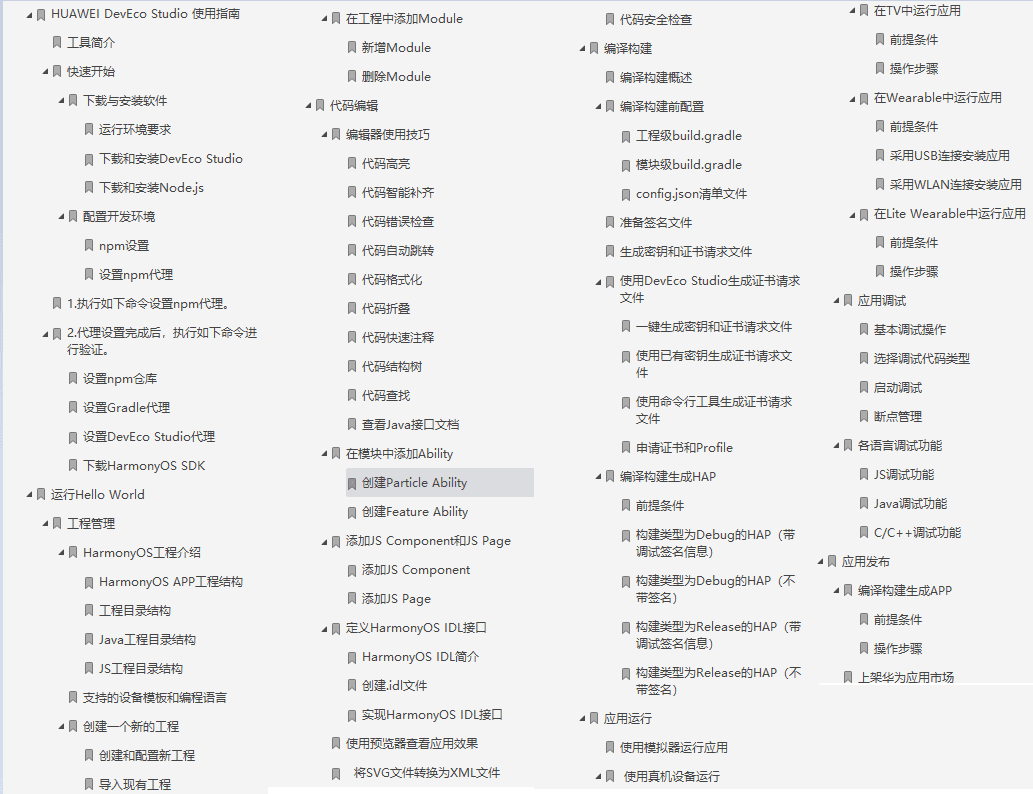 HUAWEI DevEco Studio 使用指南
工具简介
快速开始
下载与安装软件
运行环境要求
下载和安装DevEco Studio
下载和安装Node.js
配置开发环境
npm设置
设置npm代理
1.执行如下命令设置npm代理。
2.代理设置完成后，执行如下命令进
行验证。
设置npm仓库
设置Gradle代理
设置DevEco Studio代理
下载HarmonyOS SDK
运行Hello World
工程管理
HarmonyOS工程介绍
HarmonyOS APP工程结构
工程目录结构
Java工程目录结构
JS工程目录结构
支持的设备模板和编程语言
创建一个新的工程
创建和配置新工程
导入现有工程
在工程中添加Module
新增Module
删除Module
代码编辑
编辑器使用技巧
代码高亮
代码智能补齐
代码错误检查
代码自动跳转
代码格式化
代码折叠
代码快速注释
代码结构树
代码查找
查看Java接口文档
在模块中添加Ability
创建Particle Ability
创建Feature Ability
添加JS Component和JS Page
添加JS Component
添加JS Page
定义HarmonyOS IDL接口
HarmonyOS IDL简介
创建.idl文件
实现HarmonyOS IDL接口
使用预览器查看应用效果
将SVG文件转换为XML文件
代码安全检查
编译构建
编译构建概述
编译构建前配置
工程级build.gradle
模块级build.gradle
config.json清单文件
准备签名文件
生成密钥和证书请求文件
使用DevEco Studio生成证书请求
文件
一键生成密钥和证书请求文件
使用已有密钥生成证书请求文
件
使用命令行工具生成证书请求
文件
申请证书和Profile
编译构建生成HAP
前提条件
构建类型为Debug的HAP（带
调试签名信息）
构建类型为Debug的HAP（不
带签名）
构建类型为Release的HAP（带
调试签名信息）
构建类型为Release的HAP（不
带签名）
应用运行
使用模拟器运行应用
使用真机设备运行
在TV中运行应用
前提条件
操作步骤
在Wearable中运行应用
前提条件
采用USB连接安装应用
采用WLAN连接安装应用
在Lite Wearable中运行应用
前提条件
操作步骤
应用调试
基本调试操作
选择调试代码类型
启动调试
断点管理
各语言调试功能
JS调试功能
Java调试功能
C/C++调试功能
应用发布
编译构建生成APP
前提条件
操作步骤
上架华为应用市场